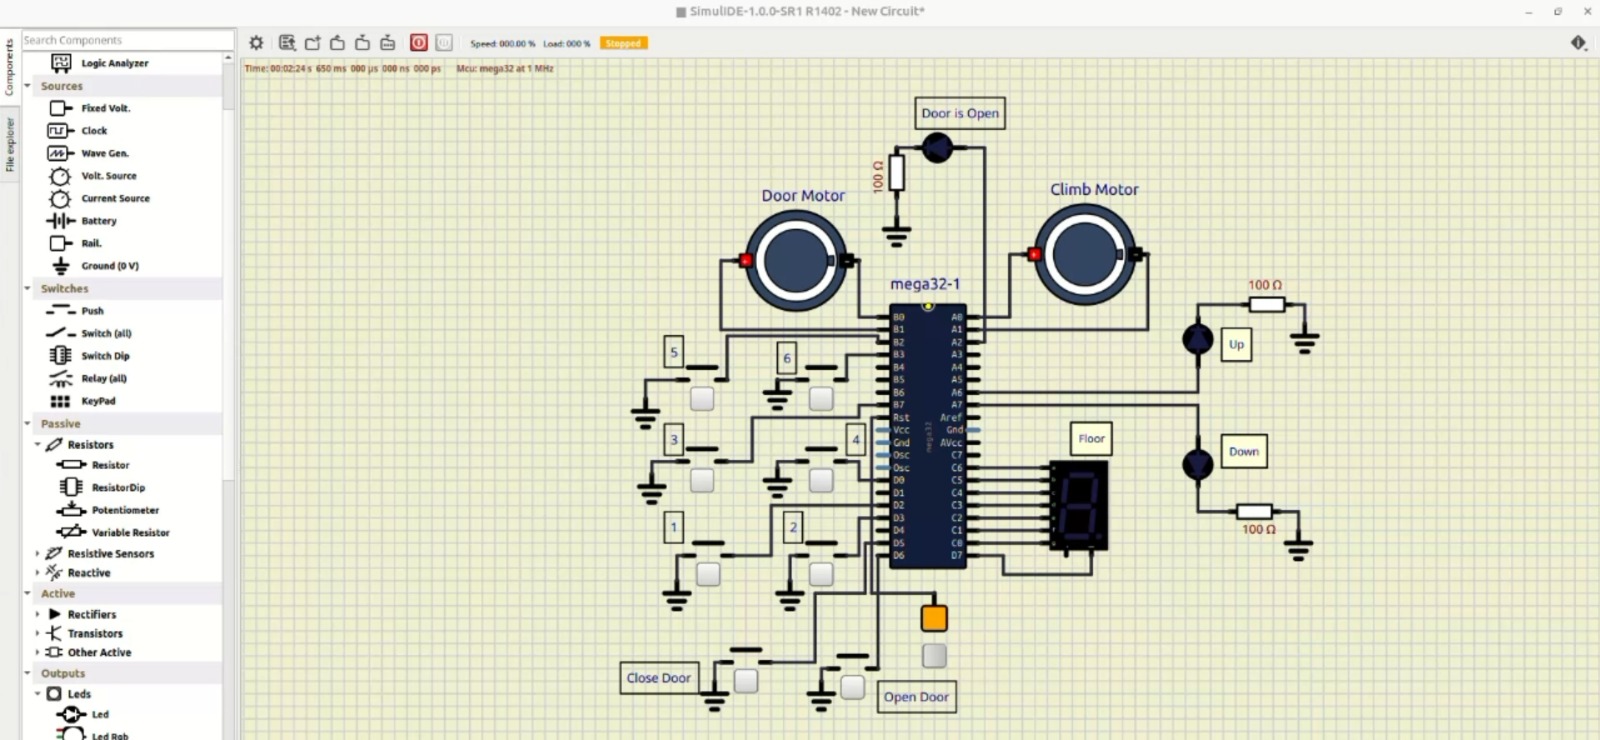 SimulIDE-1.0.0-SR1 R1402 - New Circuit*
Components
File explorer
Search Components
Logic Analyzer
Sources
Fixed Volt.
Clock
Wave Gen.
Volt. Source
Current Source
Battery
Rail.
Ground (0 V)
Switches
Push
Switch (all)
Switch Dip
Relay (all)
KeyPad
Passive
Resistors
Resistor
ResistorDip
Potentiometer
Variable Resistor
Resistive Sensors
Reactive
Active
Rectifiers
Transistors
Other Active
Outputs
Leds
Led
Led Rgb
Speed: 000.00 % Load: 000 % Stopped
Time: 00:02:24 s 650 ms 000 µs 000 ns 000 ps Mcu: mega32 at 1 MHz
Door is Open
100 Ω
Door Motor
Climb Motor
mega32-1
100 Ω
Up
B0 A0
B1 A1
B2 A2
B3 A3
B4 A4
B5 A5
B6 A6
B7 A7
Rst Aref
Vcc Gnd
Gnd AVcc
Osc C7
Osc C6
D0 C5
D1 C4
D2 C3
D3 C2
D4 C1
D5 C0
D6 D7
mega32
5
6
3
4
1
2
Floor
Down
100 Ω
Close Door
Open Door